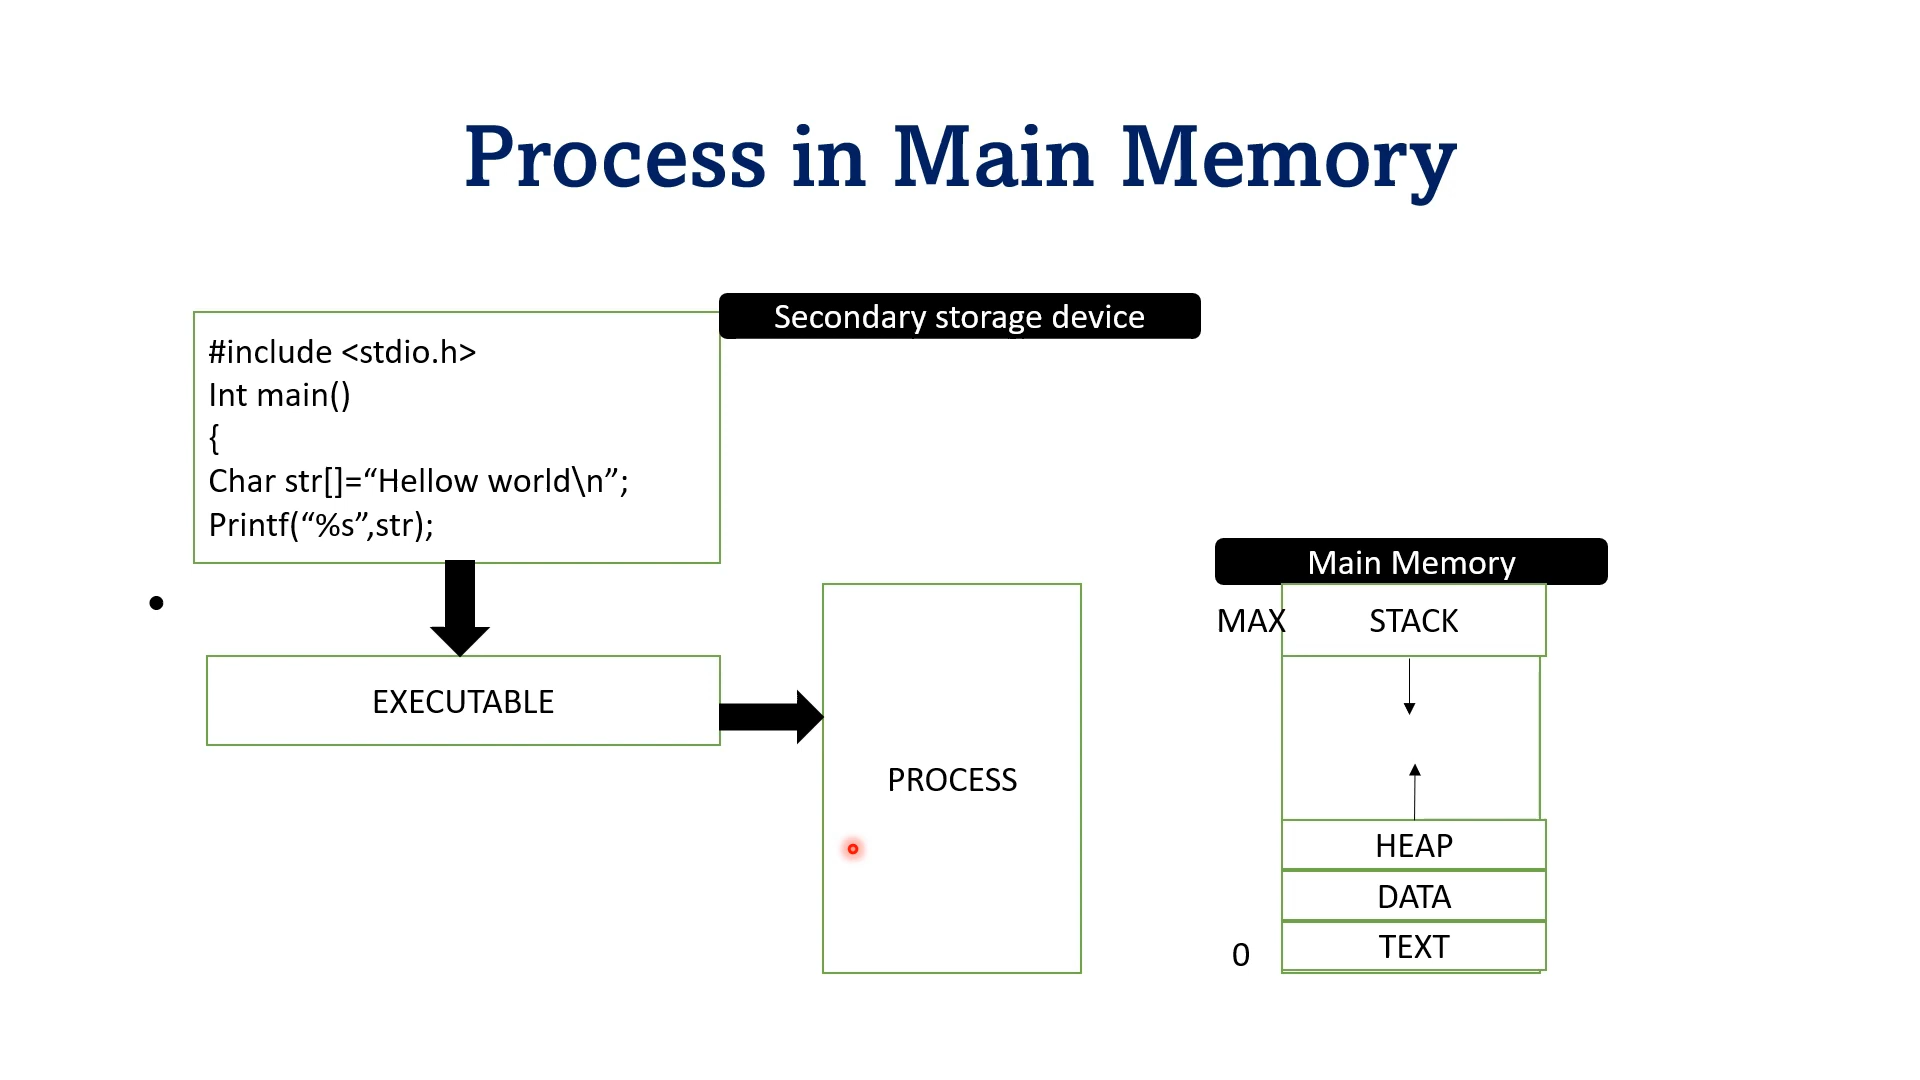 Process in Main Memory
Secondary storage device
#include <stdio.h>
Int main()
{
Char str[]=“Hellow world\n”;
Printf(“%s”,str);
EXECUTABLE
PROCESS
Main Memory
MAX STACK
HEAP
DATA
0 TEXT